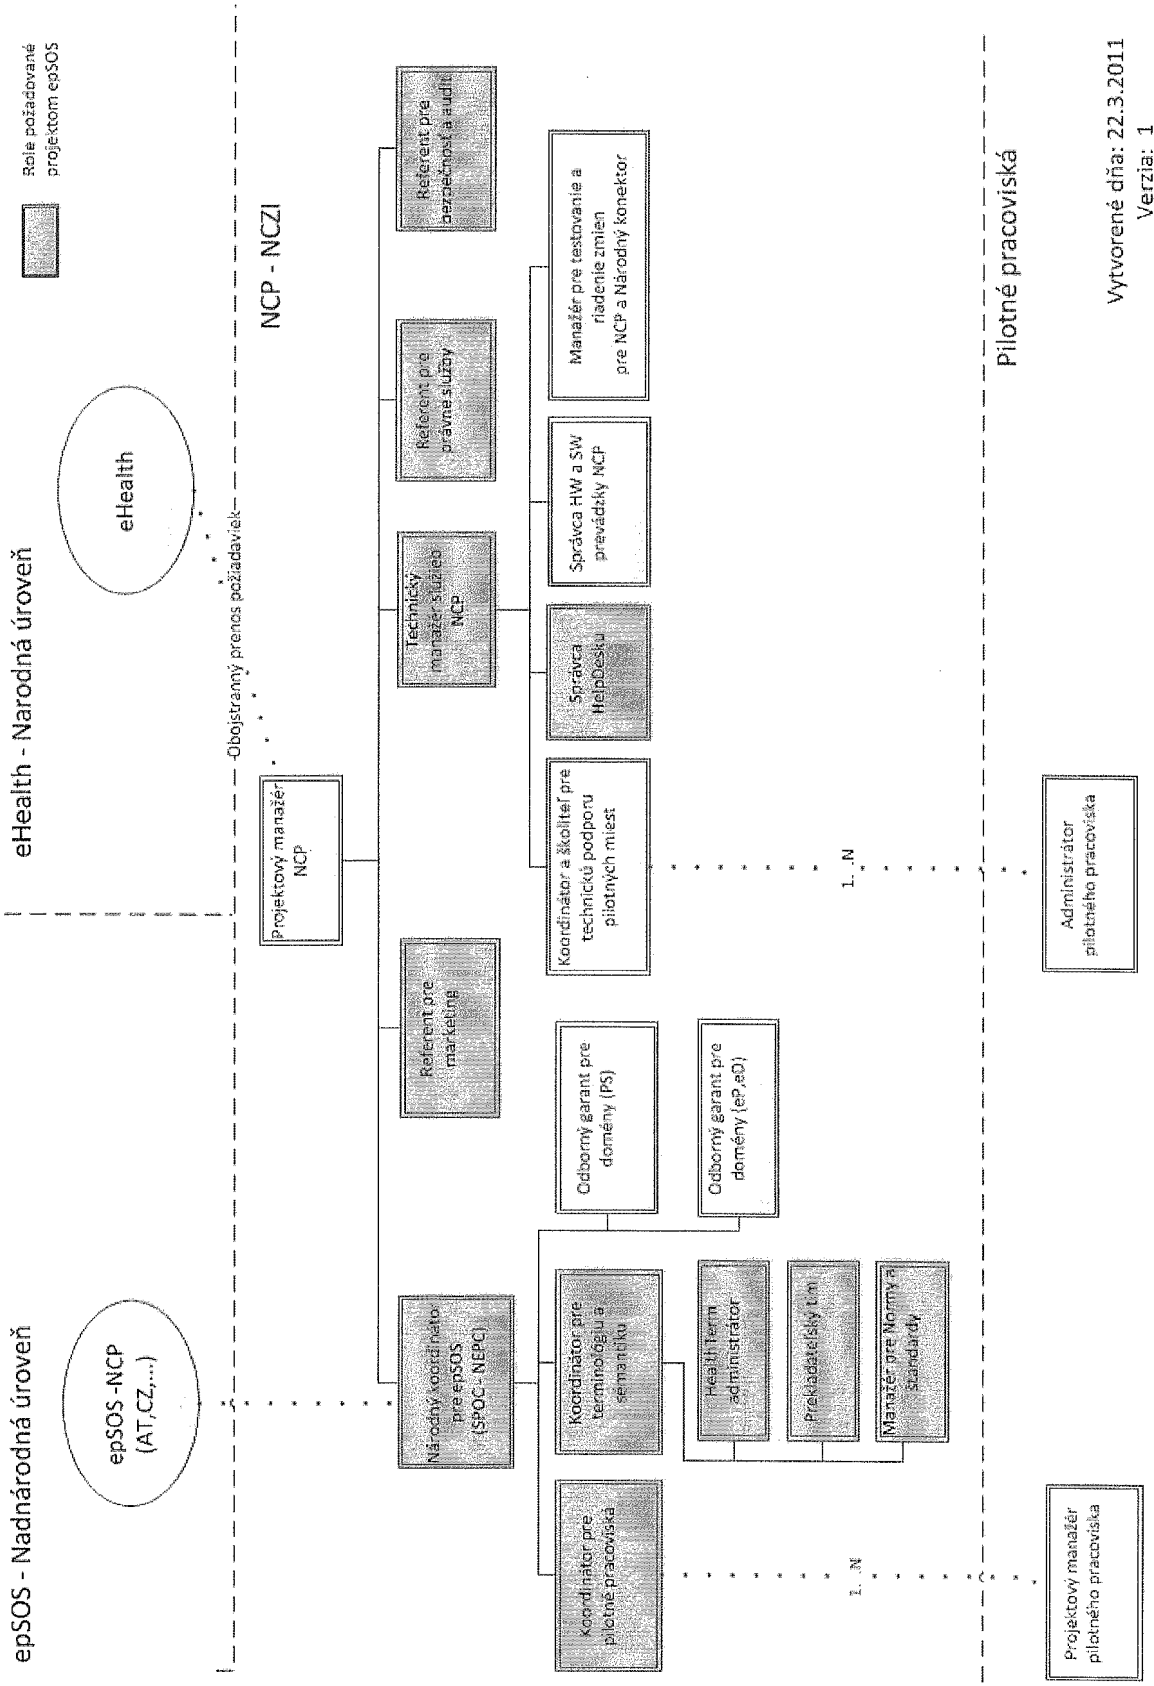 epSOS - Nadnárodná úroveň
eHealth - Narodná úroveň
Role požadované
projektom epSOS
epSOS -NCP
(AT,CZ,...)
eHealth
Obojstranný prenos požiadaviek
NCP - NCZI
Projektový manažér
NCP
Národný koordinátor
pre epSOS
(SPOC - NEPC)
Referent pre
marketing
Technický
manažér služieb
NCP
Referent pre
právne služby
Referent pre
bezpečnosť a audit
Koordinátor pre
pilotné pracoviská
Koordinátor pre
terminológiu a
sémantiku
Odborný garant pre
domény (PS)
Odborný garant pre
domény (eP,eD)
Health Term
administrátor
Prekladateľský tím
Manažér pre Normy a
štandardy
Koordinátor a školiteľ pre
technickú podporu
pilotných miest
Správca
HelpDesku
Správca HW a SW
prevádzky NCP
Manažér pre testovanie a
riadenie zmien
pre NCP a Národný konektor
1. .N
1. .N
Pilotné pracoviská
Projektový manažér
pilotného pracoviska
Administrátor
pilotného pracoviska
Vytvorené dňa: 22.3.2011
Verzia: 1